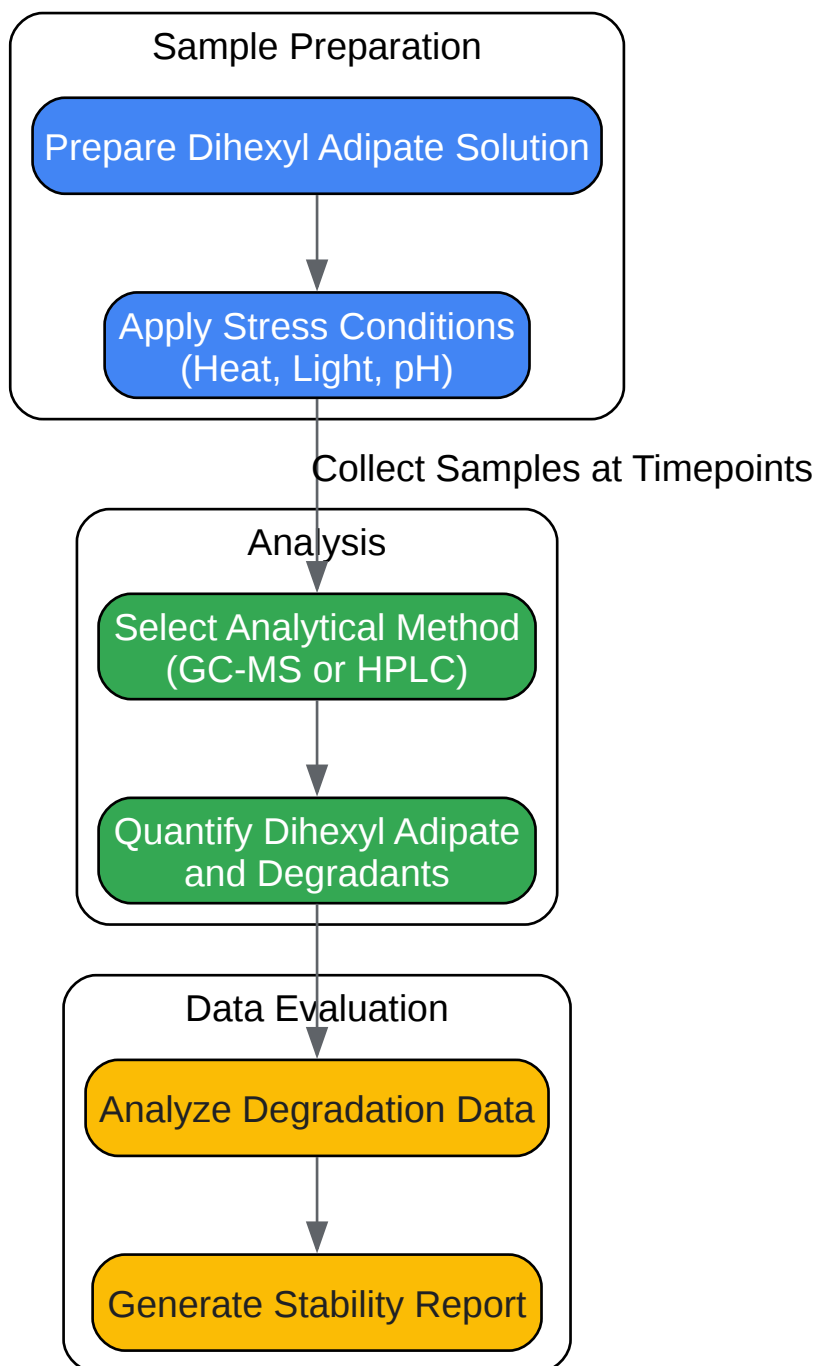 Sample Preparation
Prepare Dihexyl Adipate Solution
Apply Stress Conditions
(Heat, Light, pH)
Collect Samples at Timepoints
Analysis
Select Analytical Method
(GC-MS or HPLC)
Quantify Dihexyl Adipate
and Degradants
Data Evaluation
Analyze Degradation Data
Generate Stability Report